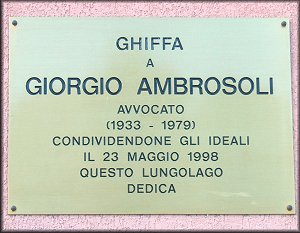 GHIFFA
A
GIORGIO AMBROSOLI
AVVOCATO
(1933 - 1979)
CONDIVIDENDONE GLI IDEALI
IL 23 MAGGIO 1998
QUESTO LUNGOLAGO
DEDICA